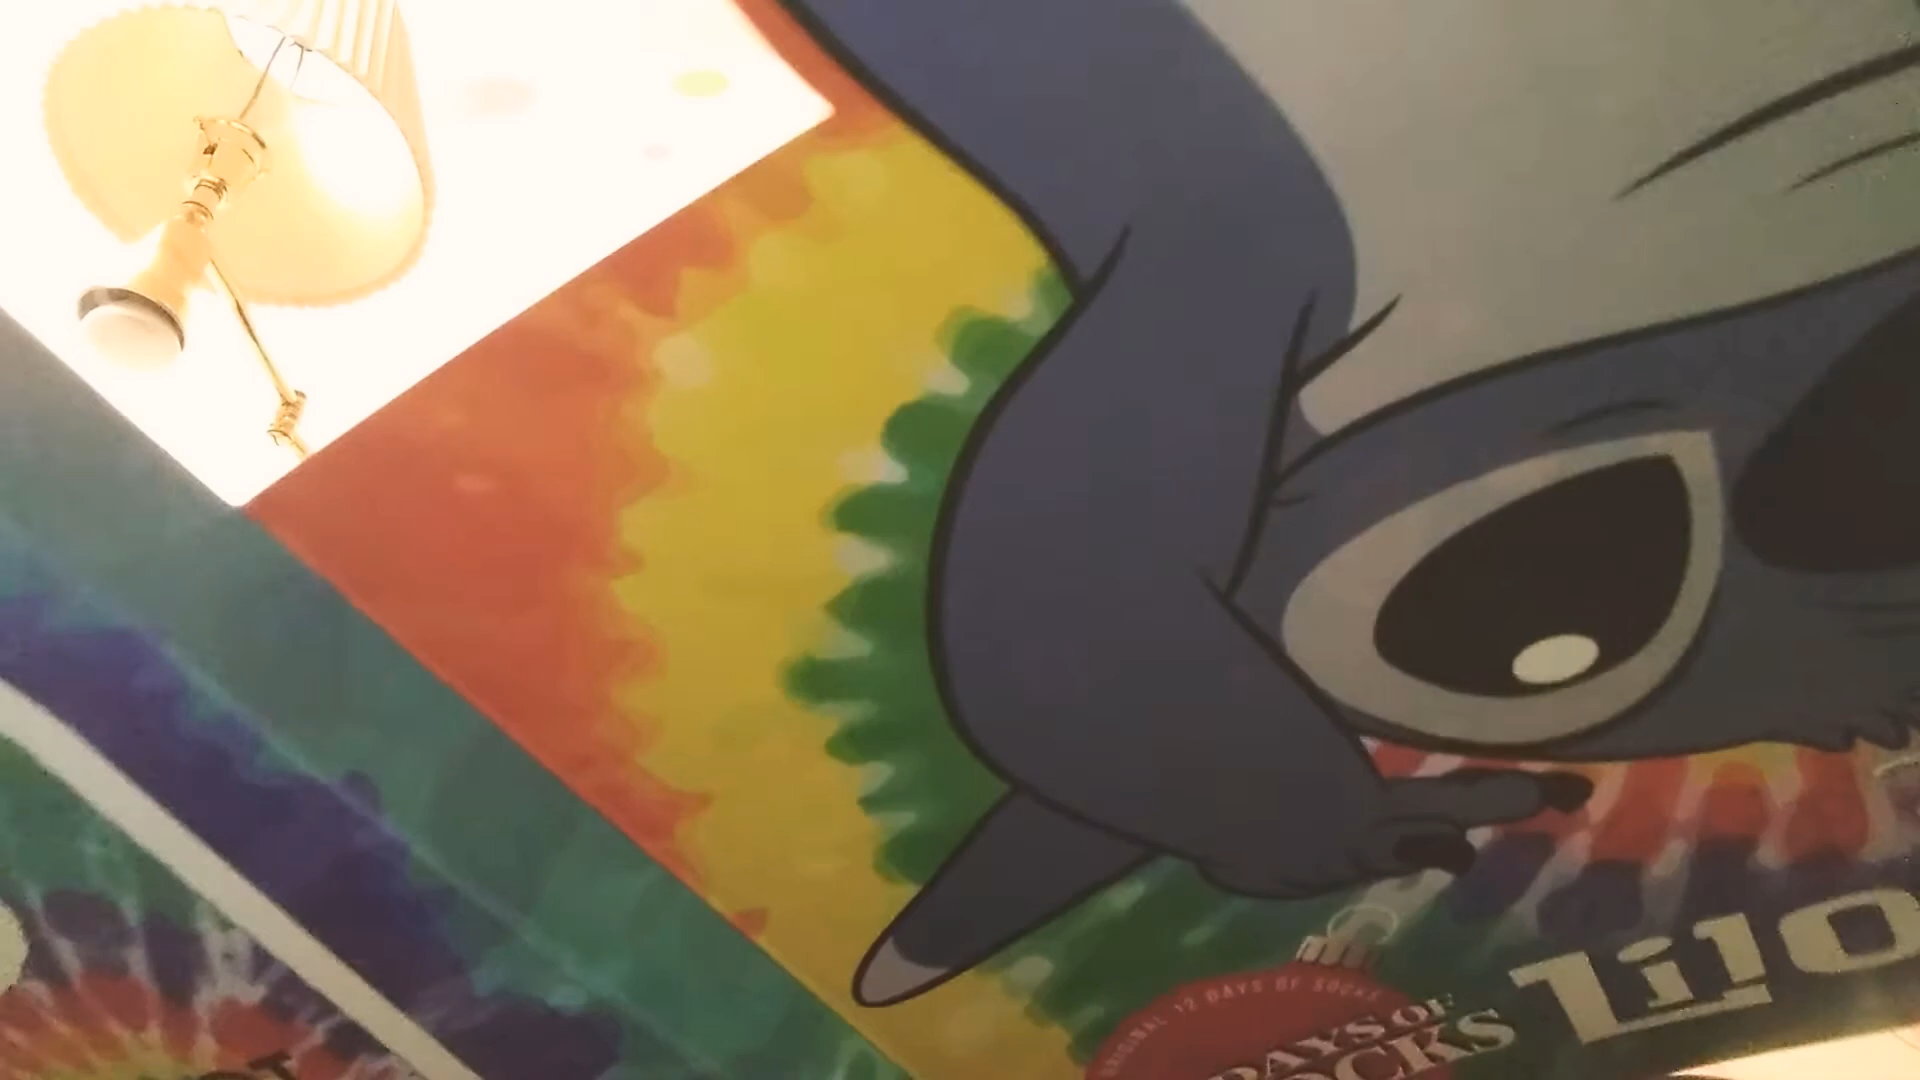 Lilo
ORIGINAL 12 DAYS OF SOCKS
DAYS OF
SOCKS